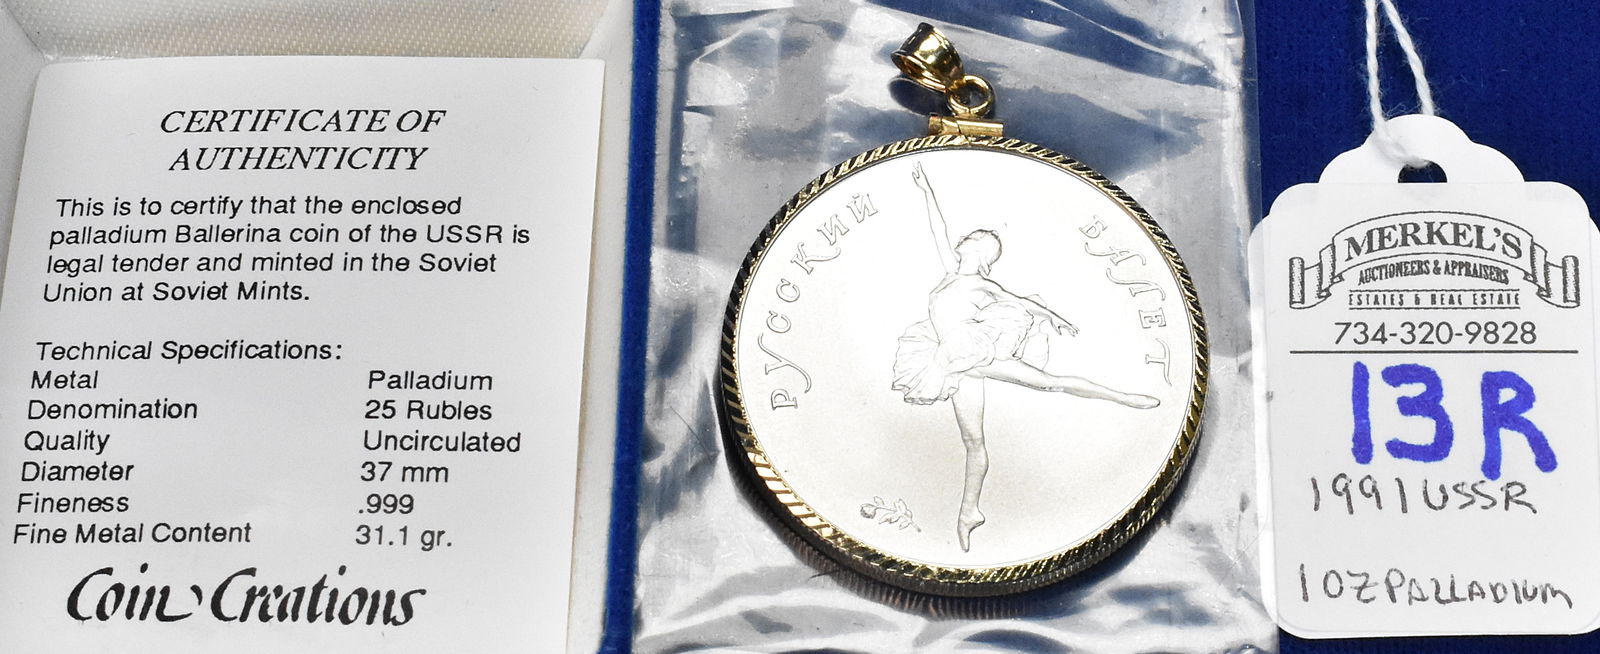 CERTIFICATE OF
AUTHENTICITY
This is to certify that the enclosed
palladium Ballerina coin of the USSR is
legal tender and minted in the Soviet
Union at Soviet Mints.
Technical Specifications:
Metal Palladium
Denomination 25 Rubles
Quality Uncirculated
Diameter 37 mm
Fineness .999
Fine Metal Content 31.1 gr.
Coin Creations
РУССКИЙ БАЛЕТ
MERKEL'S
AUCTIONEERS & APPRAISERS
ESTATES & REAL ESTATE
734-320-9828
13R
1991 USSR
1 OZ PALLADIUM